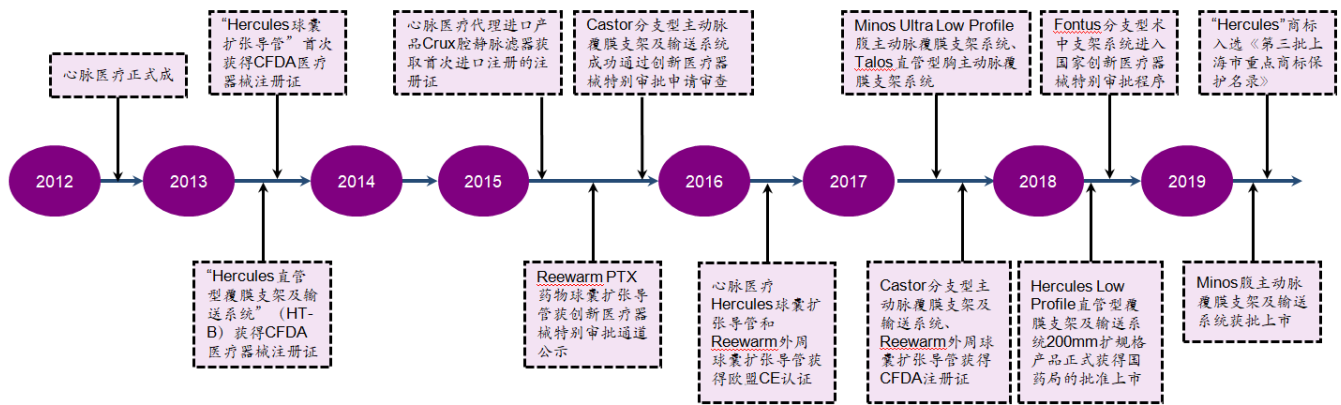 心脉医疗正式成
“Hercules球囊
扩张导管”首次
获得CFDA医疗
器械注册证
心脉医疗代理进口产
品Crux腔静脉滤器获
取首次进口注册的注
册证
Castor分支型主动脉
覆膜支架及输送系统
成功通过创新医疗器
械特别审批申请审查
Minos Ultra Low Profile
腹主动脉覆膜支架系统、
Talos直管型胸主动脉覆
膜支架系统
Fontus分支型术
中支架系统进入
国家创新医疗器
械特别审批程序
“Hercules”商标
入选《第三批上
海市重点商标保
护名录》
2012
2013
2014
2015
2016
2017
2018
2019
“Hercules直管
型覆膜支架及输
送系统”（HT-
B）获得CFDA
医疗器械注册证
Reewarm PTX
药物球囊扩张导
管获创新医疗器
械特别审批通道
公示
心脉医疗
Hercules球囊扩
张导管和
Reewarm外周
球囊扩张导管获
得欧盟CE认证
Castor分支型主
动脉覆膜支架及
输送系统、
Reewarm外周球
囊扩张导管获得
CFDA注册证
Hercules Low
Profile直管型覆
膜支架及输送系
统200mm扩规格
产品正式获得国
药局的批准上市
Minos腹主动脉
覆膜支架及输送
系统获批上市